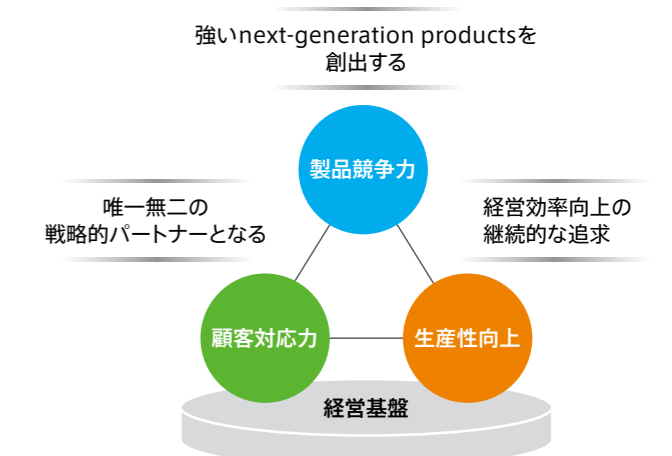 強いnext-generation productsを
創出する
製品競争力
唯一無二の
戦略的パートナーとなる
経営効率向上の
継続的な追求
顧客対応力
生産性向上
経営基盤